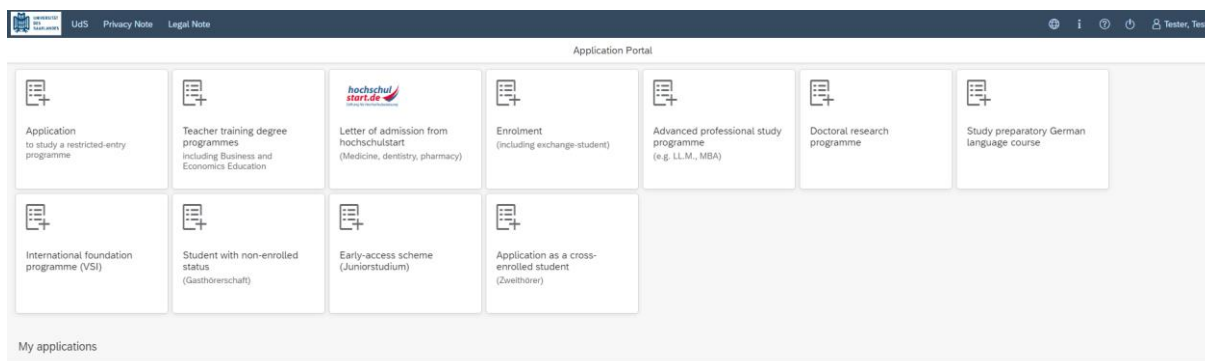 UNIVERSITÄT
DES
SAARLANDES
UdS Privacy Note Legal Note
Tester, Tes
Application Portal
Application
to study a restricted-entry
programme
Teacher training degree
programmes
including Business and
Economics Education
hochschul
start.de
Letter of admission from
hochschulstart
(Medicine, dentistry, pharmacy)
Enrolment
(including exchange-student)
Advanced professional study
programme
(e.g. LL.M., MBA)
Doctoral research
programme
Study preparatory German
language course
International foundation
programme (VSI)
Student with non-enrolled
status
(Gasthörerschaft)
Early-access scheme
(Juniorstudium)
Application as a cross-
enrolled student
(Zweithörer)
My applications